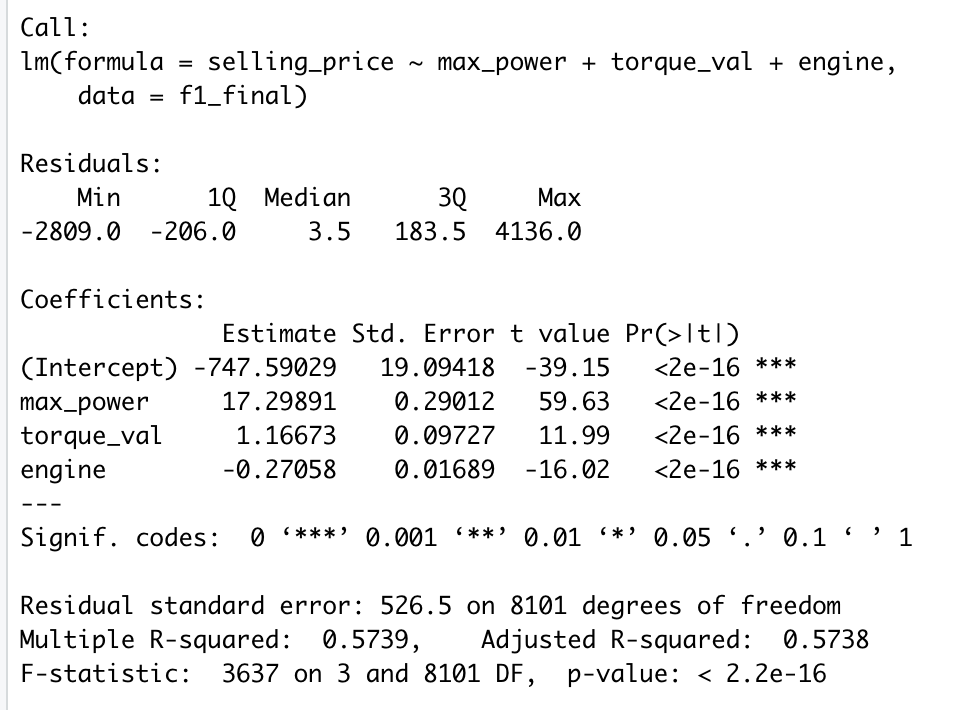 Call:
lm(formula = selling_price ~ max_power + torque_val + engine,
    data = f1_final)

Residuals:
    Min      1Q  Median      3Q     Max
-2809.0  -206.0     3.5   183.5  4136.0

Coefficients:
              Estimate Std. Error t value Pr(>|t|)
(Intercept) -747.59029   19.09418  -39.15   <2e-16 ***
max_power     17.29891    0.29012   59.63   <2e-16 ***
torque_val     1.16673    0.09727   11.99   <2e-16 ***
engine        -0.27058    0.01689  -16.02   <2e-16 ***
---
Signif. codes:  0 ‘***’ 0.001 ‘**’ 0.01 ‘*’ 0.05 ‘.’ 0.1 ‘ ’ 1

Residual standard error: 526.5 on 8101 degrees of freedom
Multiple R-squared:  0.5739,    Adjusted R-squared:  0.5738
F-statistic:  3637 on 3 and 8101 DF,  p-value: < 2.2e-16